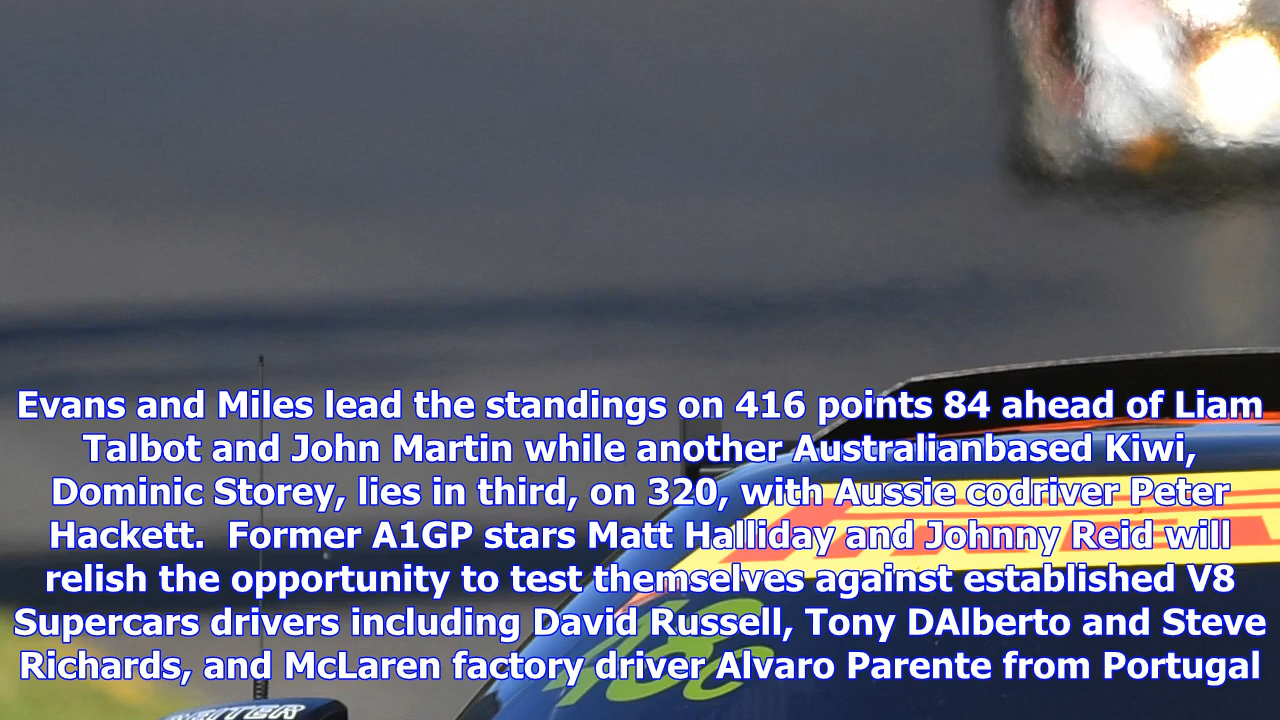 Evans and Miles lead the standings on 416 points 84 ahead of Liam
Talbot and John Martin while another Australianbased Kiwi,
Dominic Storey, lies in third, on 320, with Aussie codriver Peter
Hackett.  Former A1GP stars Matt Halliday and Johnny Reid will
relish the opportunity to test themselves against established V8
Supercars drivers including David Russell, Tony DAlberto and Steve
Richards, and McLaren factory driver Alvaro Parente from Portugal